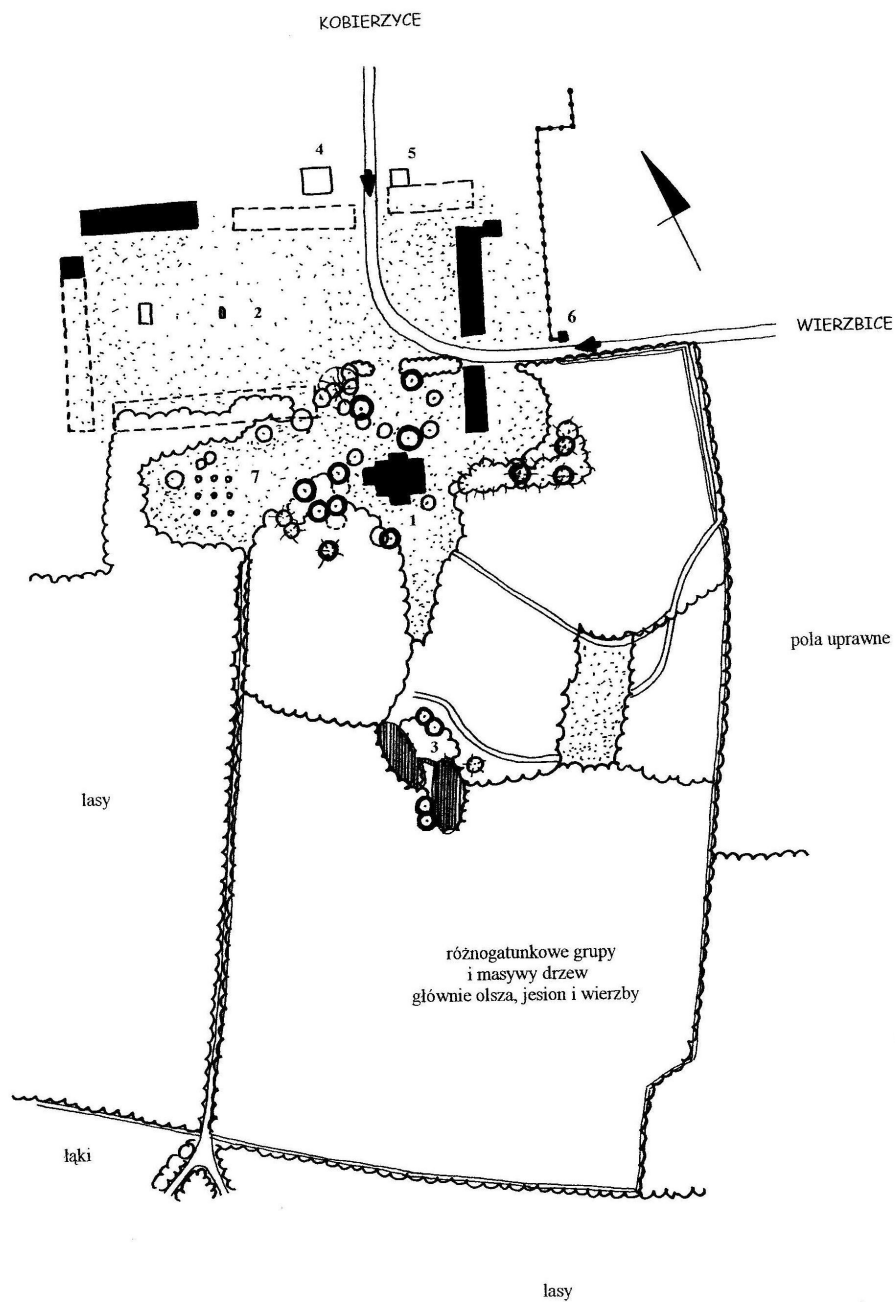 KOBIERZYCE
4
5
2
6
WIERZBICE
7
1
pola uprawne
3
lasy
różnogatunkowe grupy
i masywy drzew
głównie olsza, jesion i wierzby
łąki
lasy